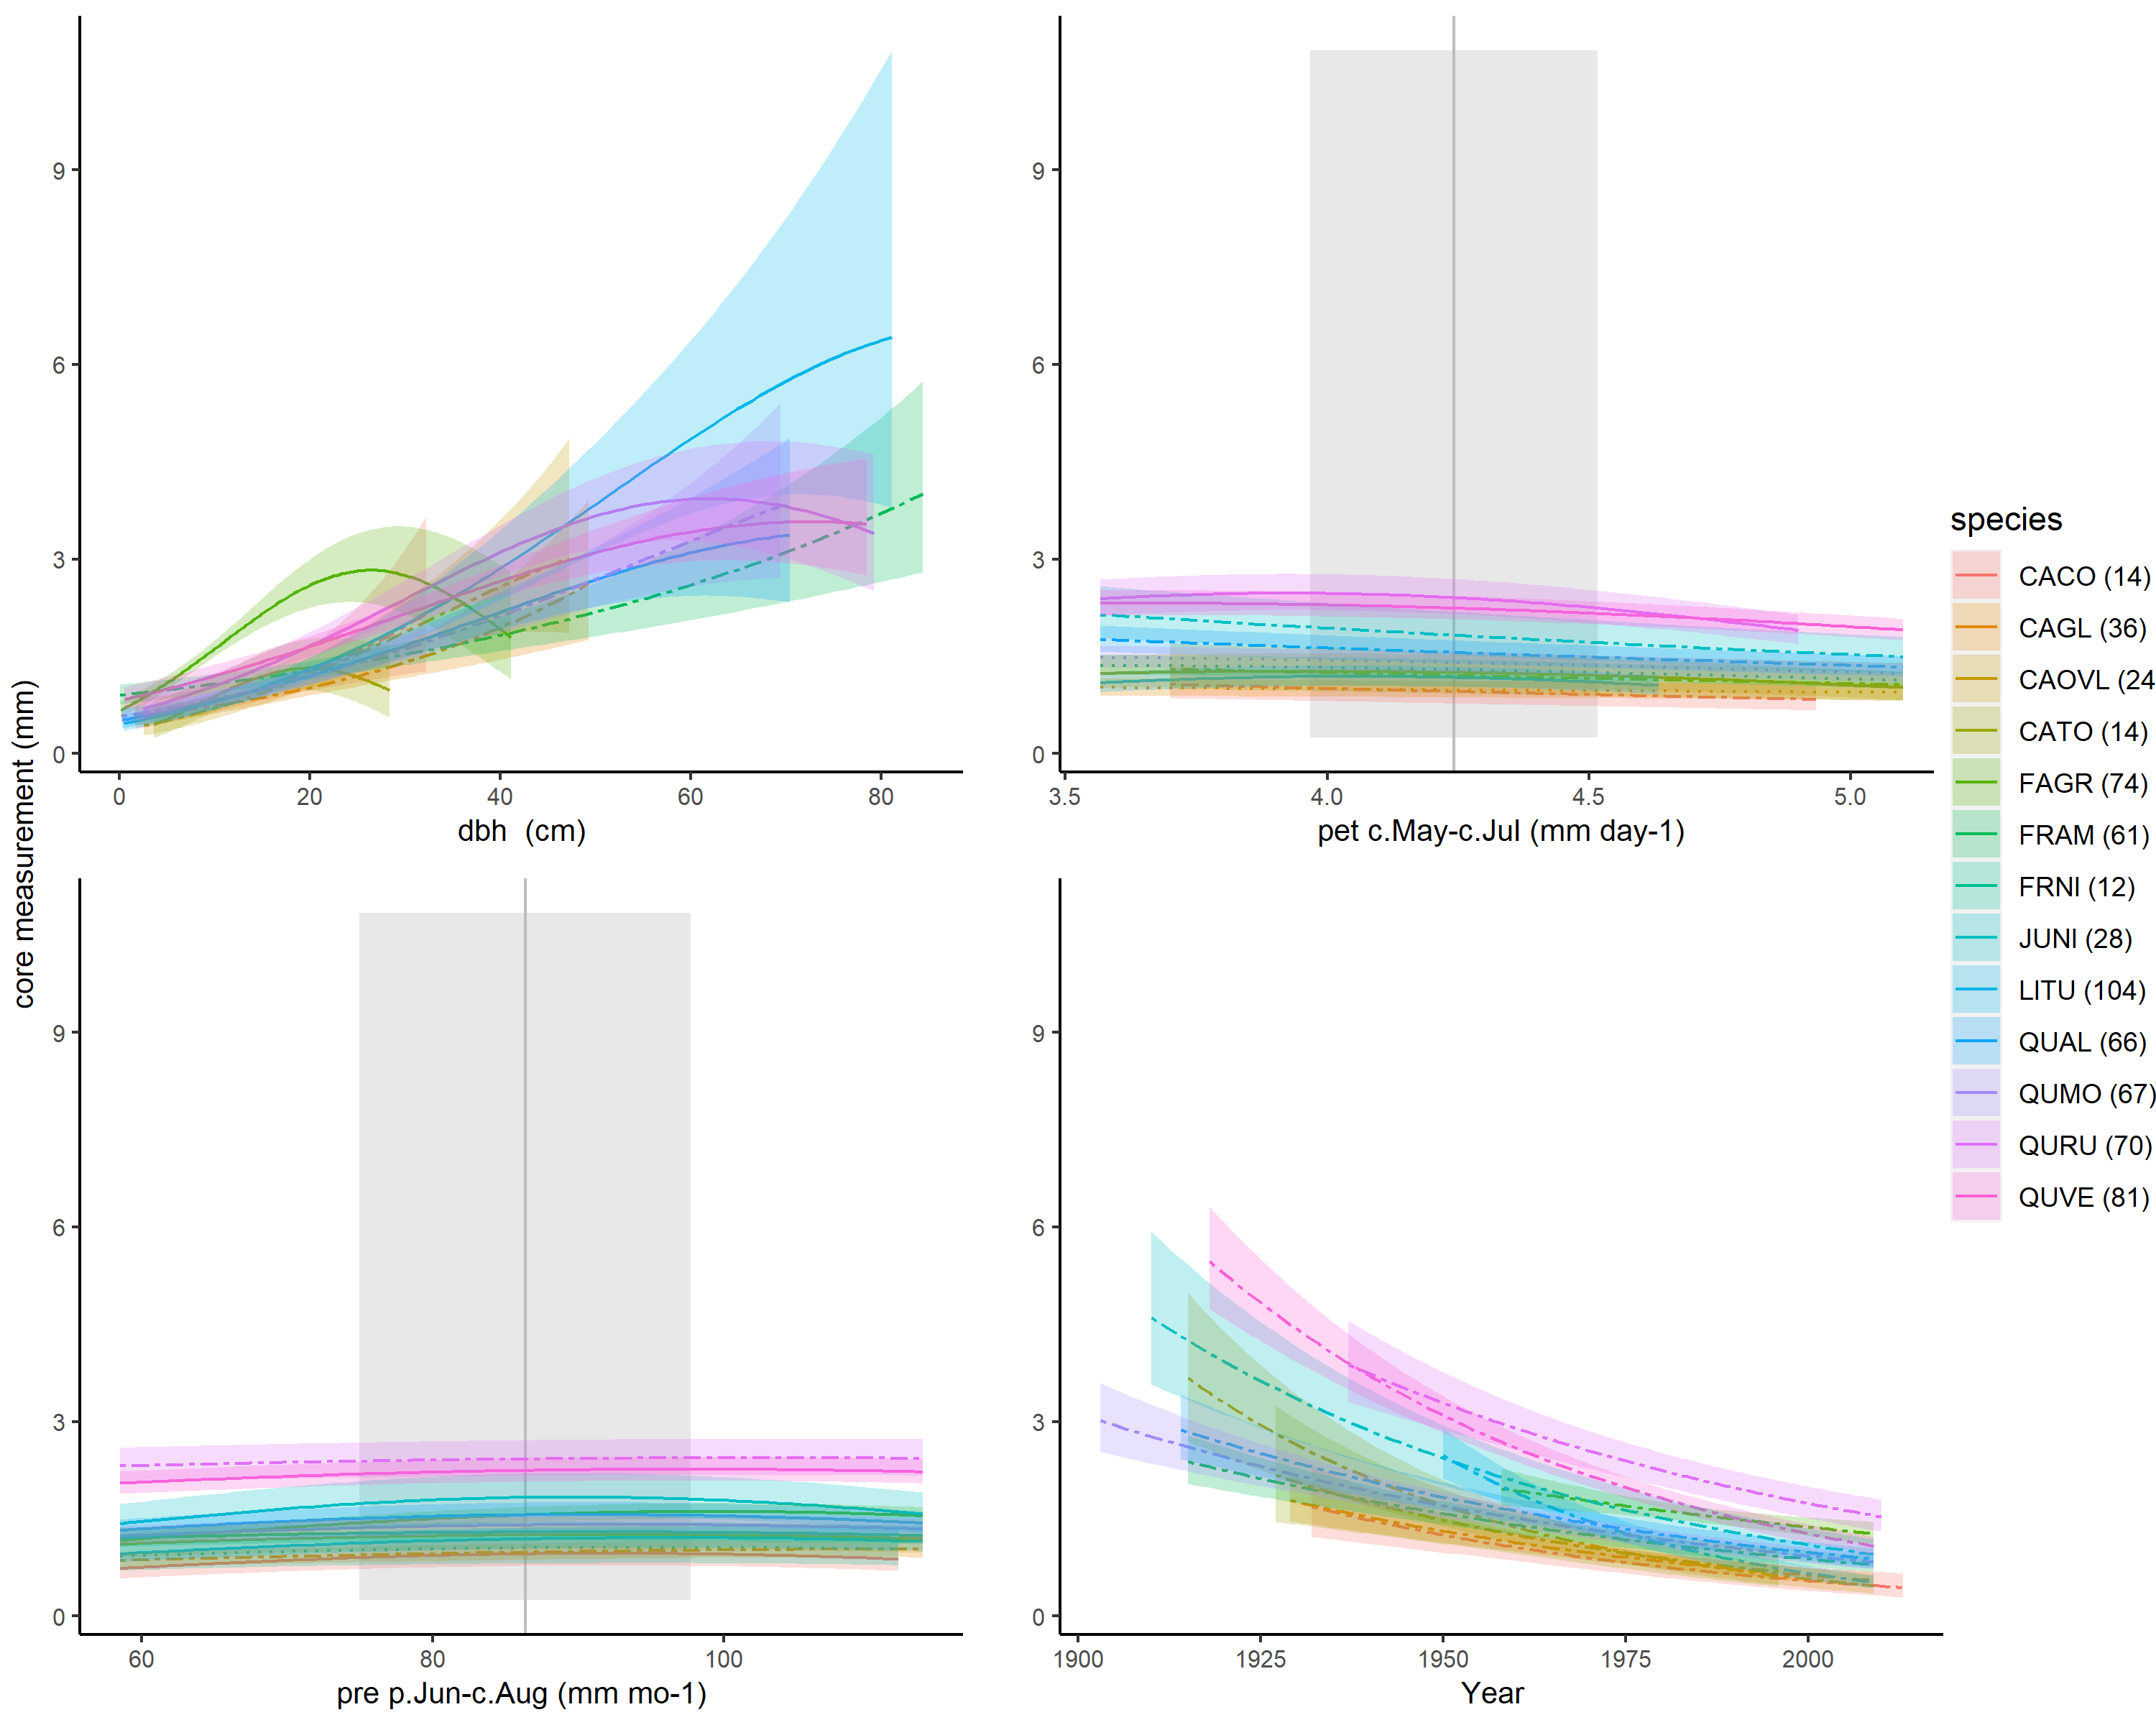 9
6
3
0
0
20
40
60
80
dbh  (cm)
9
6
3
0
3.5
4.0
4.5
5.0
pet c.May-c.Jul (mm day-1)
core measurement (mm)
9
6
3
0
60
80
100
pre p.Jun-c.Aug (mm mo-1)
9
6
3
0
1900
1925
1950
1975
2000
Year
species
CACO (14)
CAGL (36)
CAOVL (24
CATO (14)
FAGR (74)
FRAM (61)
FRNI (12)
JUNI (28)
LITU (104)
QUAL (66)
QUMO (67)
QURU (70)
QUVE (81)